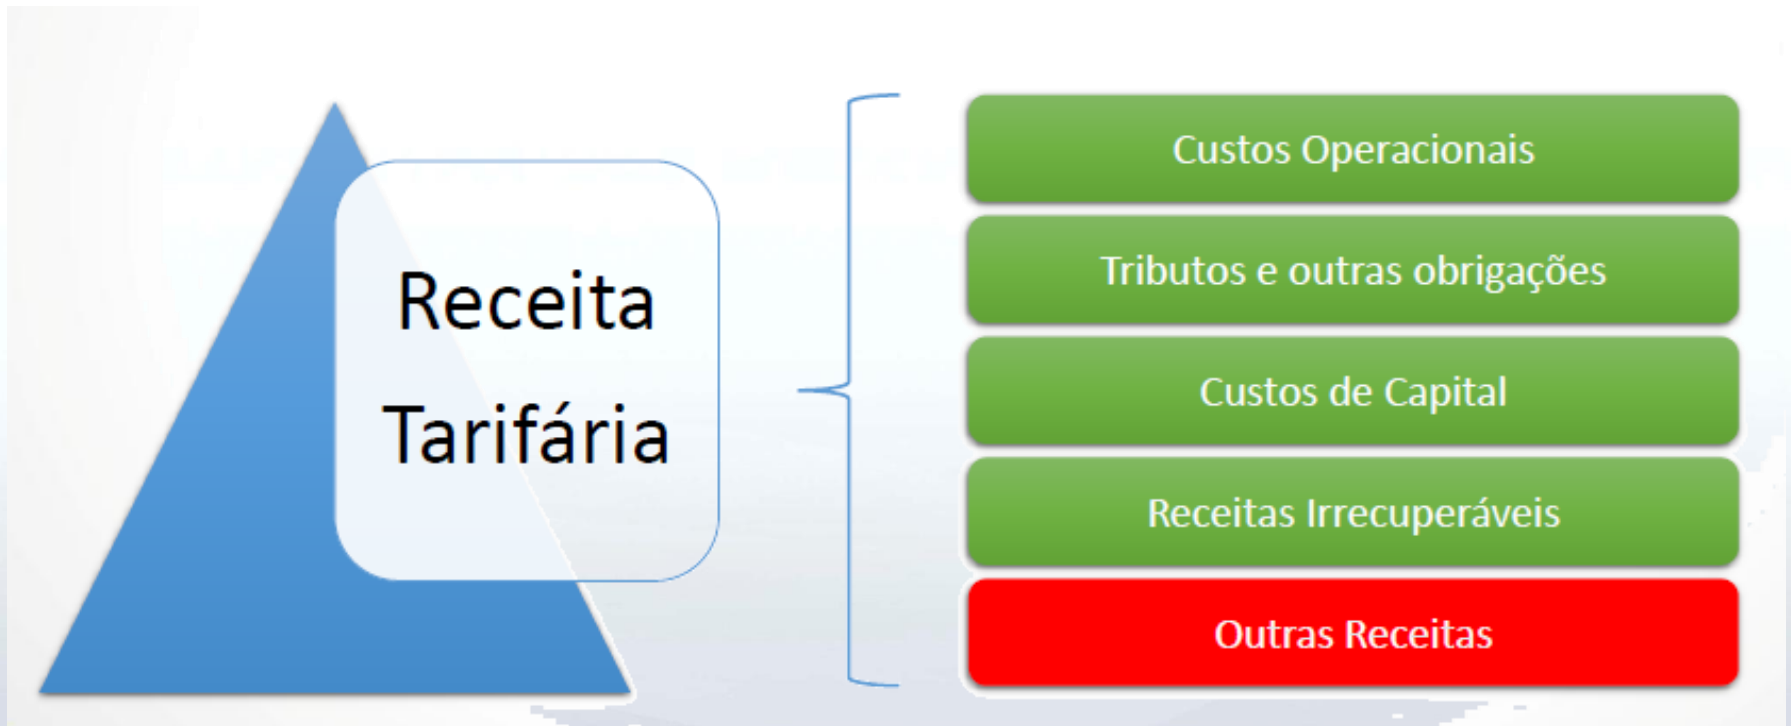 Receita
Tarifária
Custos Operacionais
Tributos e outras obrigações
Custos de Capital
Receitas Irrecuperáveis
Outras Receitas